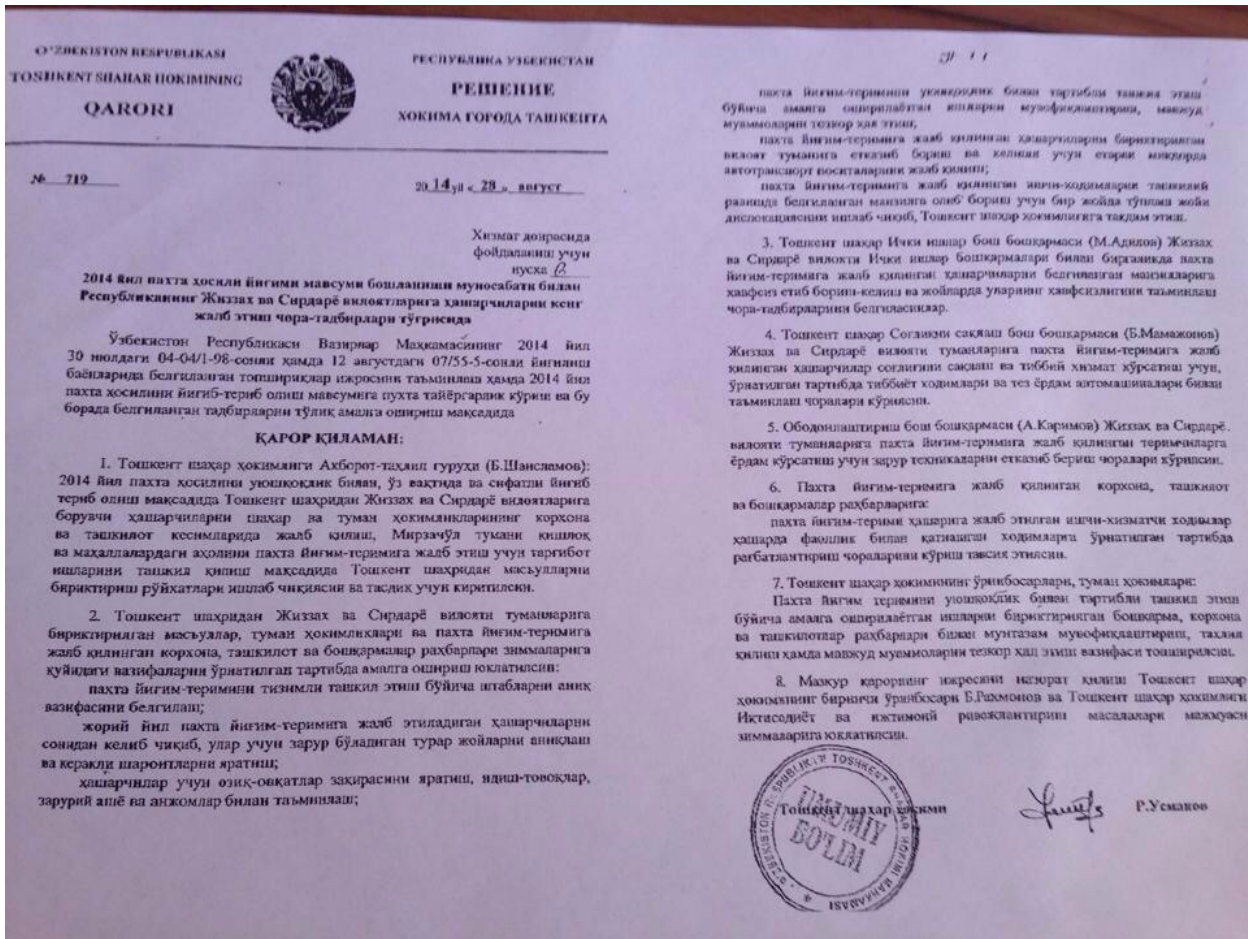 O'ZBEKISTON RESPUBLIKASI
TOSHKENT SHAHAR HOKIMINING
QARORI
РЕСПУБЛИКА УЗБЕКИСТАН
РЕШЕНИЕ
ХОКИМА ГОРОДА ТАШКЕНТА
№ 719
20 14 yil « 28 » август
Хизмат доирасида
фойдаланиш учун
нусха
2014 йил пахта ҳосили йиғими мавсуми бошланиши муносабати билан
Республиканинг Жиззах ва Сирдарё вилоятларига ҳашарчиларни кенг
жалб этиш чора-тадбирлари тўғрисида
Ўзбекистон Республикаси Вазирлар Маҳкамасининг 2014 йил
30 июлдаги 04-04/1-98-сонли ҳамда 12 августдаги 07/55-5-сонли йиғилиш
баёнларида белгиланган топшириқлар ижросини таъминлаш ҳамда 2014 йил
пахта ҳосилини йиғиб-териб олиш мавсумига пухта тайёргарлик кўриш ва бу
борада белгиланган тадбирларни тўлиқ амалга ошириш мақсадида
ҚАРОР ҚИЛАМАН:
1. Тошкент шаҳар ҳокимлиги Ахборот-таҳлил гуруҳи (Б.Шаисламов):
2014 йил пахта ҳосилини уюшқоқлик билан, ўз вақтида ва сифатли йиғиб
териб олиш мақсадида Тошкент шаҳридан Жиззах ва Сирдарё вилоятларига
борувчи ҳашарчиларни шаҳар ва туман ҳокимликларининг корхона
ва ташкилот кесимларида жалб қилиш, Мирзачўл тумани қишлоқ
ва маҳаллалардаги аҳолини пахта йиғим-теримига жалб этиш учун тарғибот
ишларини ташкил қилиш мақсадида Тошкент шаҳридан масъулларни
бириктириш рўйхатлари ишлаб чиқилсин ва тасдиқ учун киритилсин.
2. Тошкент шаҳридан Жиззах ва Сирдарё вилояти туманларига
бириктирилган масъуллар, туман ҳокимликлари ва пахта йиғим-теримига
жалб қилинган корхона, ташкилот ва бошқармалар раҳбарлари зиммаларига
қуйидаги вазифаларни ўрнатилган тартибда амалга ошириш юклатилсин:
пахта йиғим-теримини тизимли ташкил этиш бўйича штабларни аниқ
вазифасини белгилаш;
жорий йил пахта йиғим-теримига жалб этиладиган ҳашарчиларни
сонидан келиб чиқиб, улар учун зарур бўладиган турар жойларни аниқлаш
ва керакли шароитларни яратиш;
ҳашарчилар учун озиқ-овқатлар захирасини яратиш, идиш-товоқлар,
зарурий ашё ва анжомлар билан таъминлаш;
пахта йиғим-теримини уюшқоқлик билан тартибли ташкил этиш
бўйича амалга оширилаётган ишларни мувофиқлаштириш, мавжуд
муаммоларни тезкор ҳал этиш;
пахта йиғим-теримига жалб қилинган ҳашарчиларни бириктирилган
вилоят туманига етказиб бориш ва келиши учун етарли миқдорда
автотранспорт воситаларини жалб қилиш;
пахта йиғим-теримига жалб қилинган ишчи-ходимларни ташкилий
равишда белгиланган манзилга олиб бориш учун бир жойда тўплаш жойи
дислокациясини ишлаб чиқиб, Тошкент шаҳар ҳокимлигига тақдим этиш.
3. Тошкент шаҳар Ички ишлар бош бошқармаси (М.Адилов) Жиззах
ва Сирдарё вилояти Ички ишлар бошқармалари билан биргаликда пахта
йиғим-теримига жалб қилинган ҳашарчиларни белгиланган манзилларига
хавфсиз етиб бориш-келиш ва жойларда уларнинг хавфсизлигини таъминлаш
чора-тадбирларини белгиласинлар.
4. Тошкент шаҳар Соғлиқни сақлаш бош бошқармаси (Б.Мамажонов)
Жиззах ва Сирдарё вилояти туманларига пахта йиғим-теримига жалб
қилинган ҳашарчилар соғлигини сақлаш ва тиббий хизмат кўрсатиш учун,
ўрнатилган тартибда тиббиёт ходимлари ва тез ёрдам автомашиналари билан
таъминлаш чоралари кўрилсин.
5. Ободонлаштириш бош бошқармаси (А.Каримов) Жиззах ва Сирдарё
вилояти туманларига пахта йиғим-теримига жалб қилинган теримчиларга
ёрдам кўрсатиш учун зарур техникаларни етказиб бериш чоралари кўрилсин.
6. Пахта йиғим-теримига жалб қилинган корхона, ташкилот
ва бошқармалар раҳбарларига:
пахта йиғим-терими ҳашарига жалб этилган ишчи-хизматчи ходимлар
ҳашарда фаоллик билан қатнашган ходимларга ўрнатилган тартибда
рағбатлантириш чораларини кўриш тавсия этилсин.
7. Тошкент шаҳар ҳокимининг ўринбосарлари, туман ҳокимлари:
Пахта йиғим теримини уюшқоқлик билан тартибли ташкил этиш
бўйича амалга оширилаётган ишларни бириктирилган бошқарма, корхона
ва ташкилотлар раҳбарлари билан мунтазам мувофиқлаштириш, таҳлил
қилиш ҳамда мавжуд муаммоларни тезкор ҳал этиш вазифаси топширилсин.
8. Мазкур қарорнинг ижросини назорат қилиш Тошкент шаҳар
ҳокимининг биринчи ўринбосари Б.Рахмонов ва Тошкент шаҳар ҳокимлиги
Иқтисодиёт ва ижтимоий ривожлантириш масалалари мажмуаси
зиммаларига юклатилсин.
Тошкент шаҳар ҳокими
Р.Усманов
UMUMIY
BO'LIM
O'ZBEKISTON RESPUBLIKASI TOSHKENT SHAHAR HOKIMI MAHKAMASI